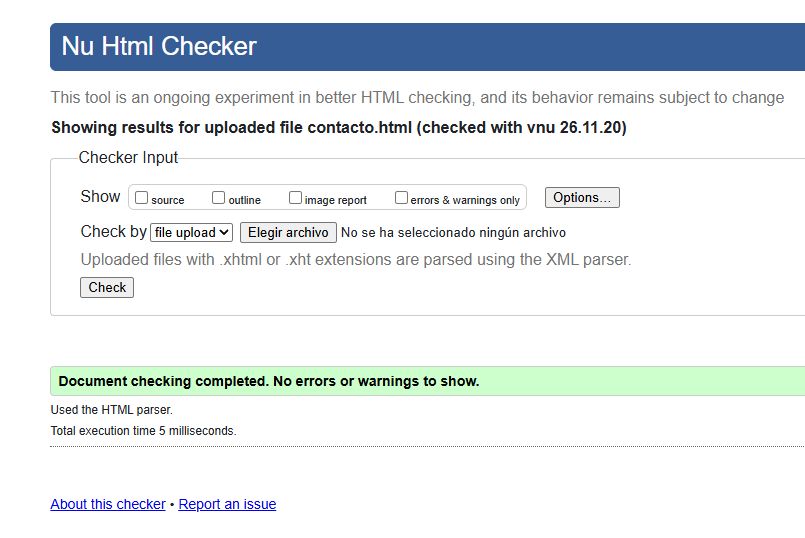 Nu Html Checker
This tool is an ongoing experiment in better HTML checking, and its behavior remains subject to change
Showing results for uploaded file contacto.html (checked with vnu 26.11.20)
Checker Input
Show source outline image report errors & warnings only Options...
Check by file upload Elegir archivo No se ha seleccionado ningún archivo
Uploaded files with .xhtml or .xht extensions are parsed using the XML parser.
Check
Document checking completed. No errors or warnings to show.
Used the HTML parser.
Total execution time 5 milliseconds.
About this checker • Report an issue